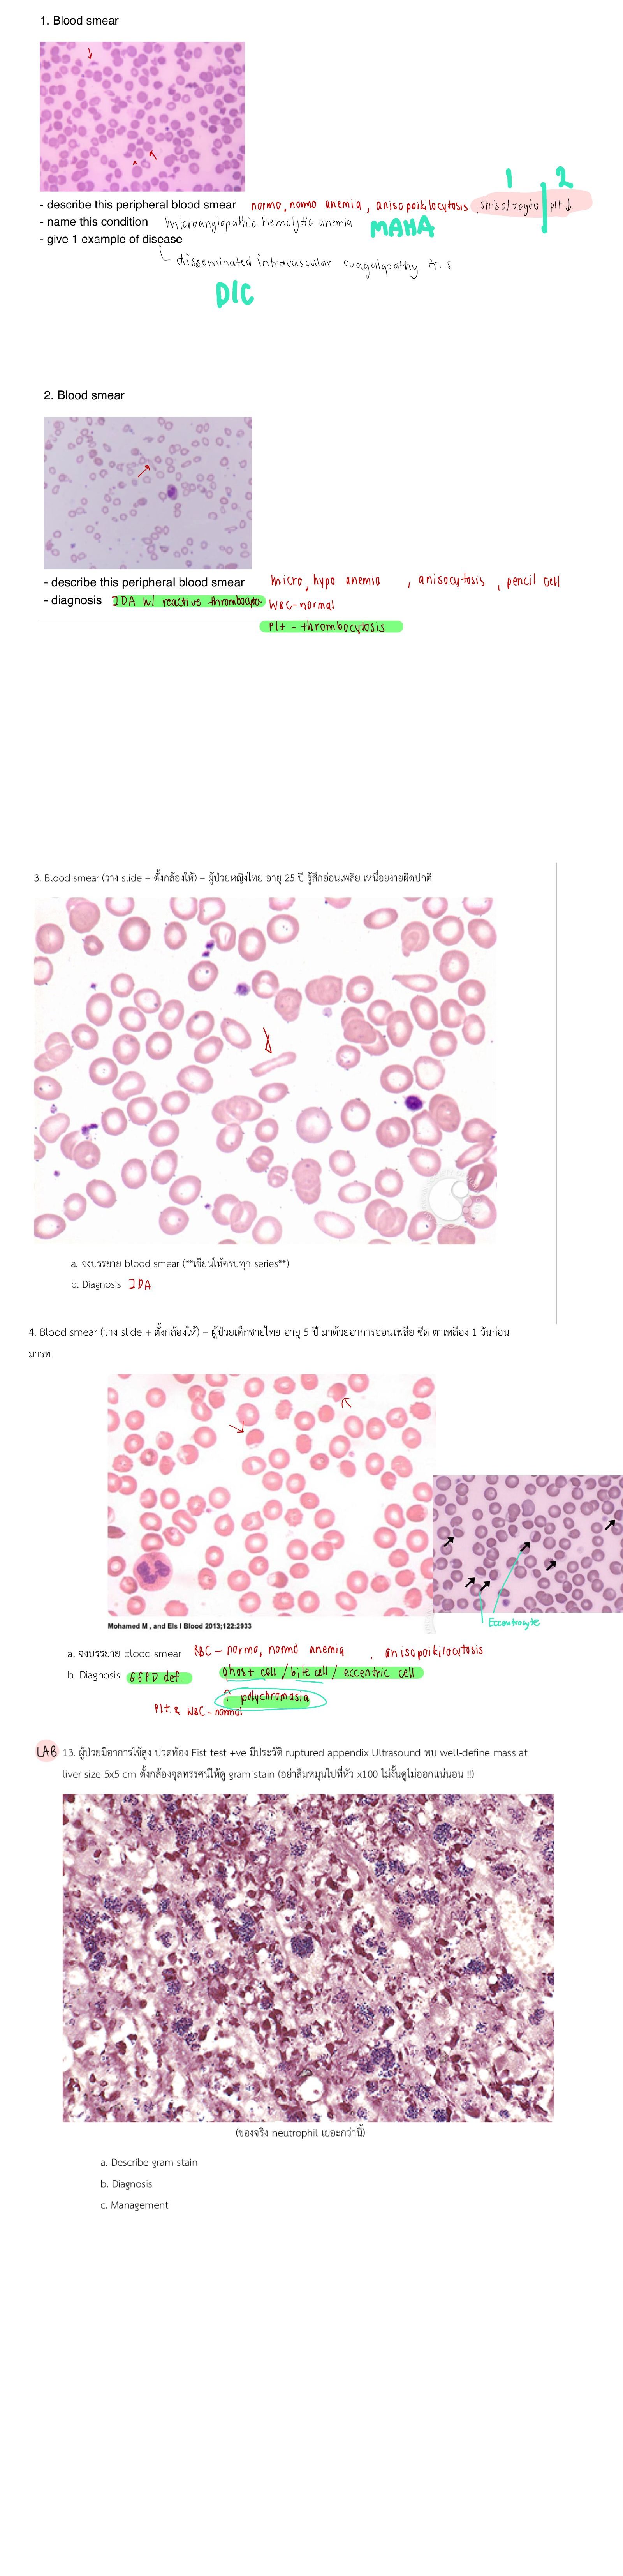 1. Blood smear
- describe this peripheral blood smear normo, nomo anemia, anisopoikilocytosis, shisctocyte plt↓
1 2
- name this condition microangiopathic hemolytic anemia MAHA
- give 1 example of disease
disseminated intravascular coagulopathy fr. s
DIC
2. Blood smear
- describe this peripheral blood smear micro, hypo anemia , anisocytosis , pencil cell
- diagnosis IDA w/ reactive thrombocyto- WBC-normal
Plt - thrombocytosis
3. Blood smear (วาง slide + ตั้งกล้องให้) – ผู้ป่วยหญิงไทย อายุ 25 ปี รู้สึกอ่อนเพลีย เหนื่อยง่ายผิดปกติ
a. จงบรรยาย blood smear (**เขียนให้ครบทุก series**)
b. Diagnosis IDA
4. Blood smear (วาง slide + ตั้งกล้องให้) – ผู้ป่วยเด็กชายไทย อายุ 5 ปี มาด้วยอาการอ่อนเพลีย ซีด ตาเหลือง 1 วันก่อน
มารพ.
Eccentrocyte
Mohamed M , and Els I Blood 2013;122:2933
a. จงบรรยาย blood smear RBC - normo, nomo anemia , anisopoikilocytosis
b. Diagnosis G6PD def ghost cell / bite cell / eccentric cell
↑ polychromasia
Plt & WBC - normal
LAB 13. ผู้ป่วยมีอาการไข้สูง ปวดท้อง Fist test +ve มีประวัติ ruptured appendix Ultrasound พบ well-define mass at
liver size 5x5 cm ตั้งกล้องจุลทรรศน์ให้ดู gram stain (อย่าลืมหมุนไปที่หัว x100 ไม่งั้นดูไม่ออกแน่นอน !!)
(ของจริง neutrophil เยอะกว่านี้)
a. Describe gram stain
b. Diagnosis
c. Management